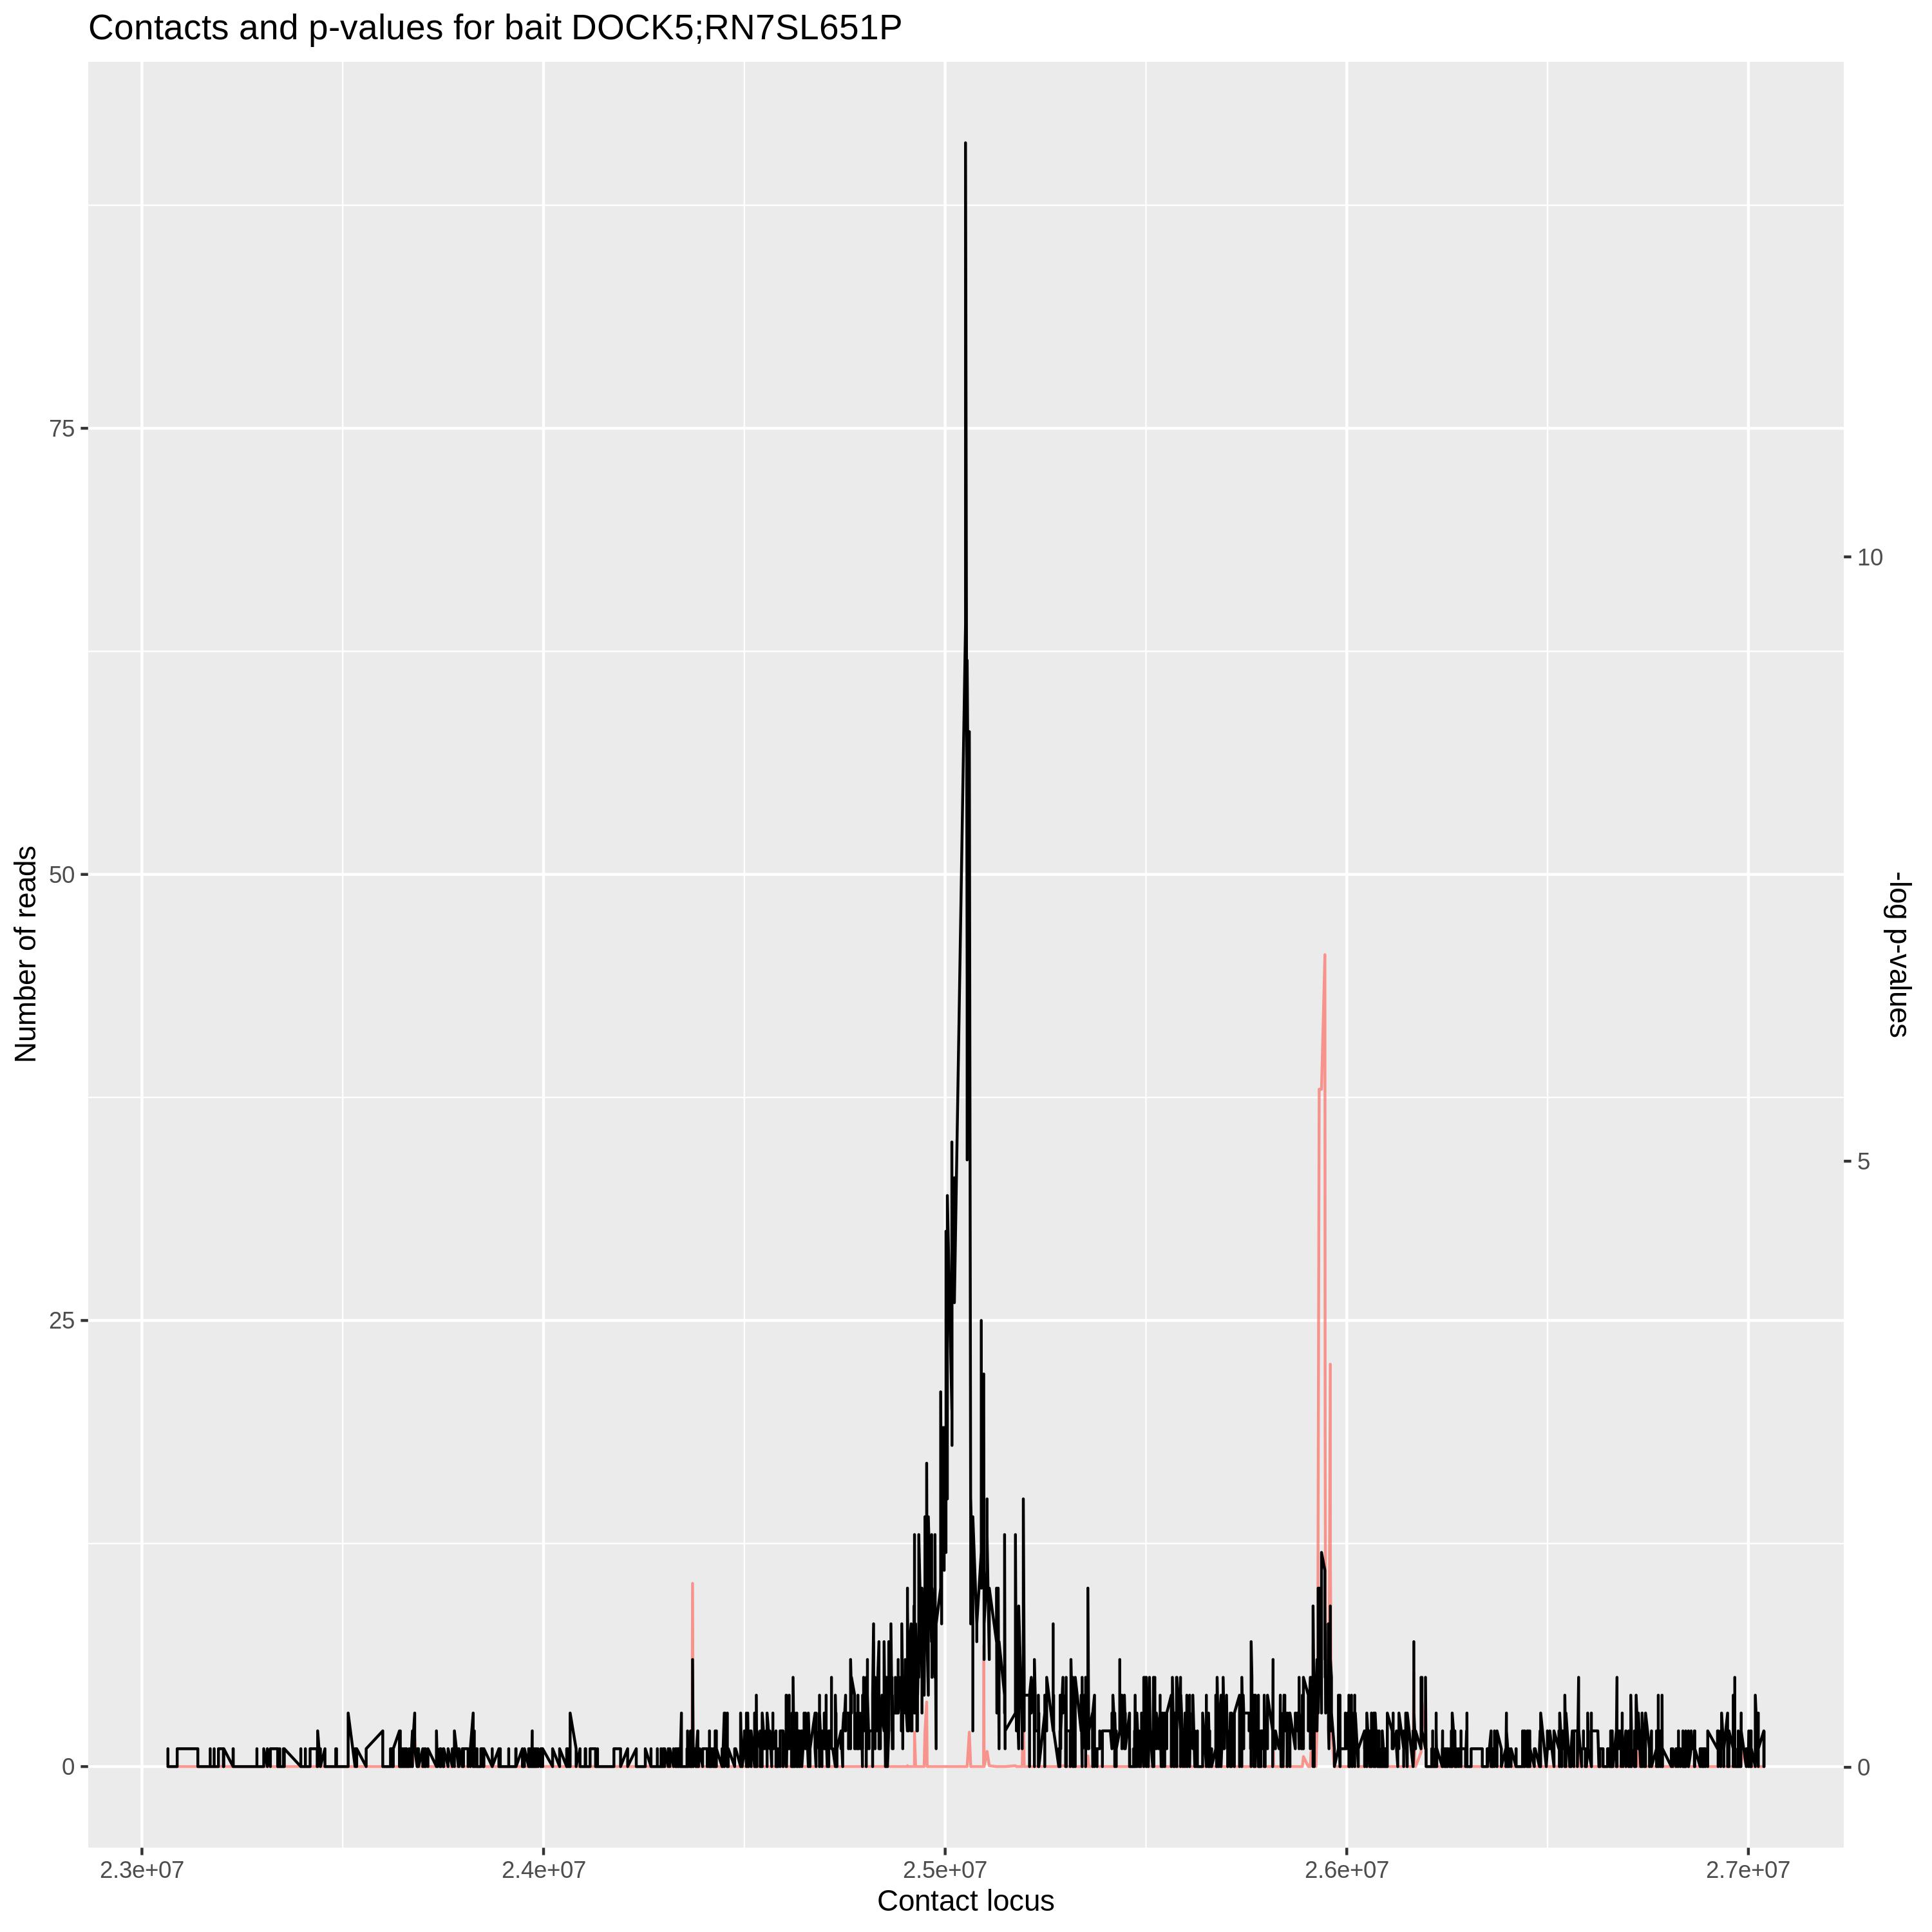 Contacts and p-values for bait DOCK5;RN7SL651P
75
50
25
0
Number of reads
10
5
0
-log p-values
2.3e+07
2.4e+07
2.5e+07
2.6e+07
2.7e+07
Contact locus